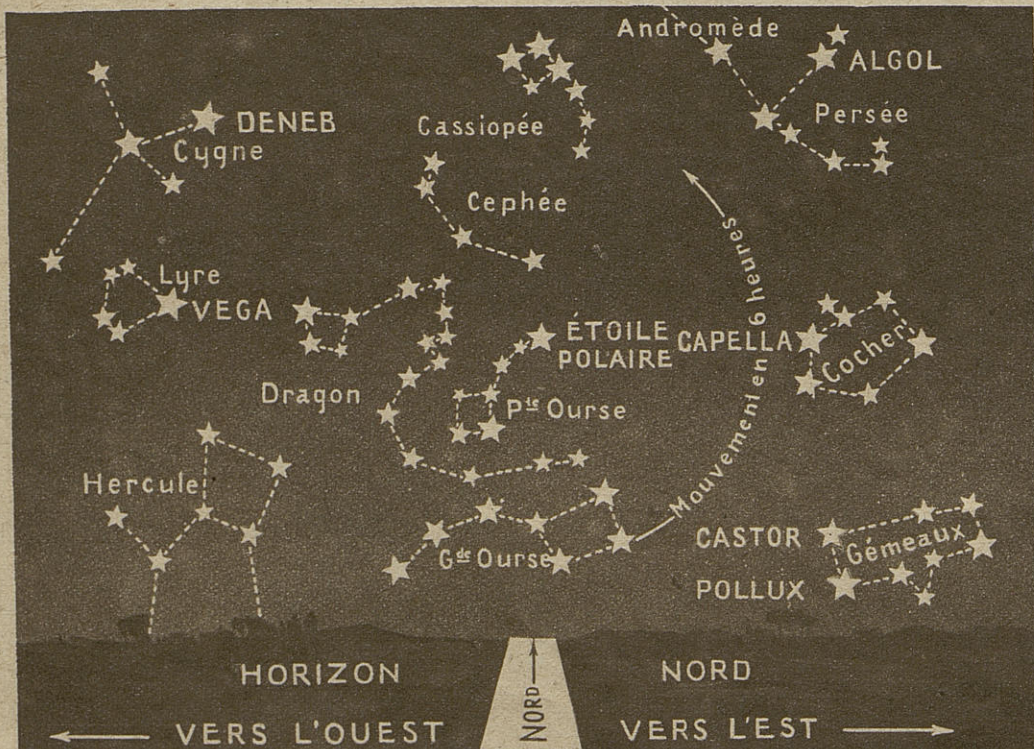 Andromède
ALGOL
DENEB
Cygne
Cassiopée
Persée
Cephée
Lyre
VEGA
ÉTOILE
POLAIRE
CAPELLA
Cocher
Dragon
Pte Ourse
Mouvement en 6 heures
Hercule
Gde Ourse
CASTOR
Gémeaux
POLLUX
HORIZON NORD
NORD
VERS L'OUEST VERS L'EST